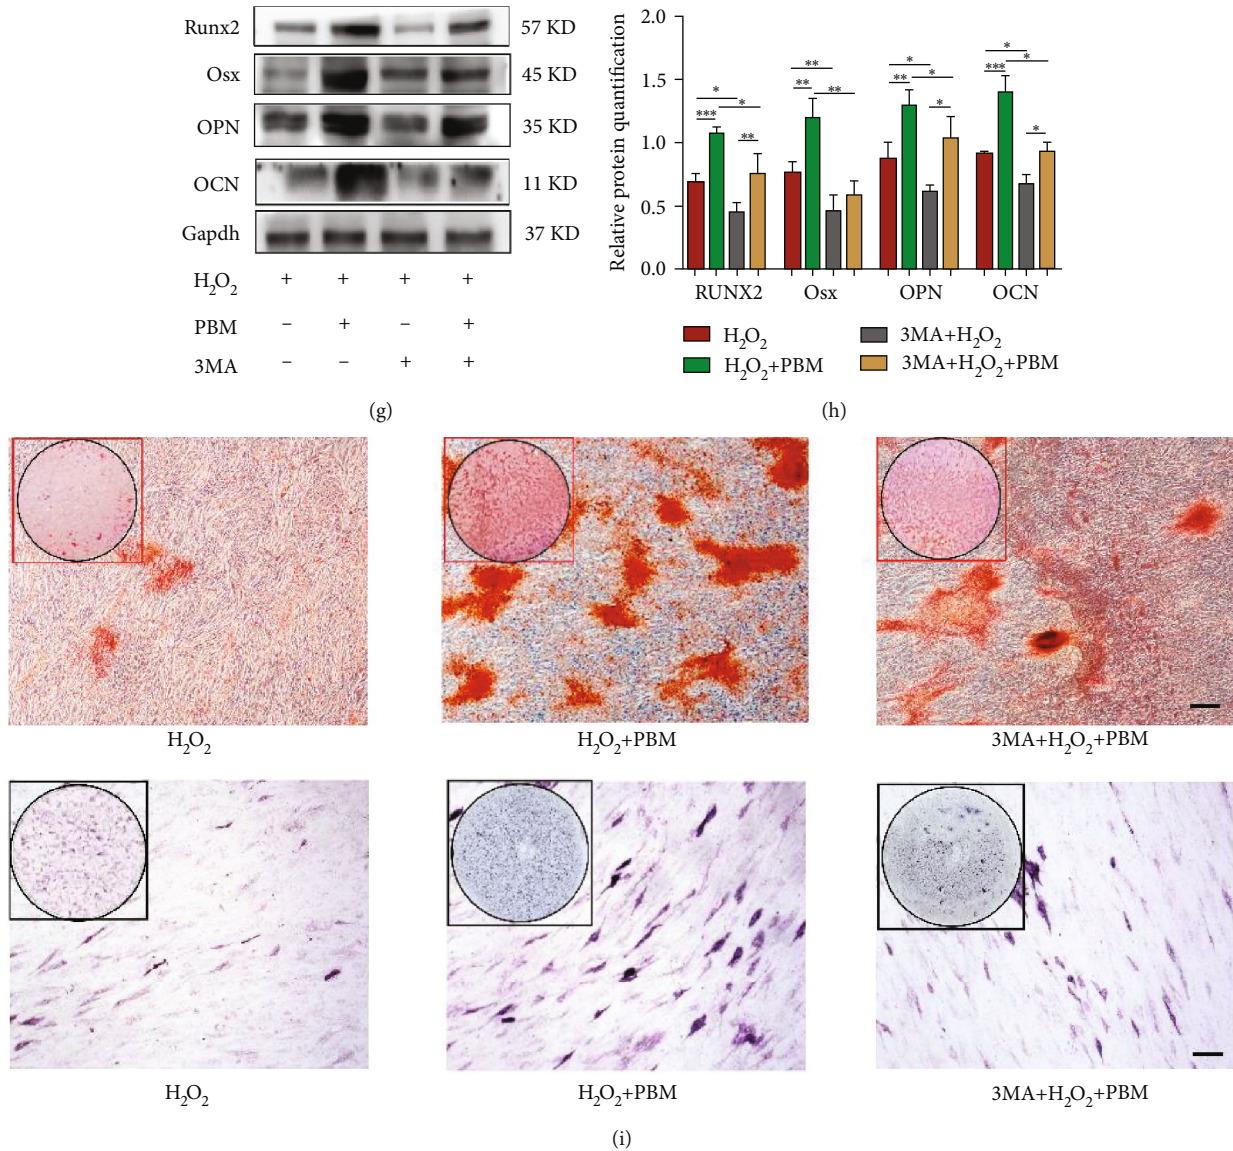 Runx2 57 KD
Osx 45 KD
OPN 35 KD
OCN 11 KD
Gapdh 37 KD
H₂O₂ + + + +
PBM – + – +
3MA – – + +
(g)
Relative protein quantification
2.0
1.5
1.0
0.5
0.0
* *** * **
** ** **
* ** * *
* *** * *
RUNX2 Osx OPN OCN
H₂O₂ 3MA+H₂O₂
H₂O₂+PBM 3MA+H₂O₂+PBM
(h)
H₂O₂ H₂O₂+PBM 3MA+H₂O₂+PBM
H₂O₂ H₂O₂+PBM 3MA+H₂O₂+PBM
(i)